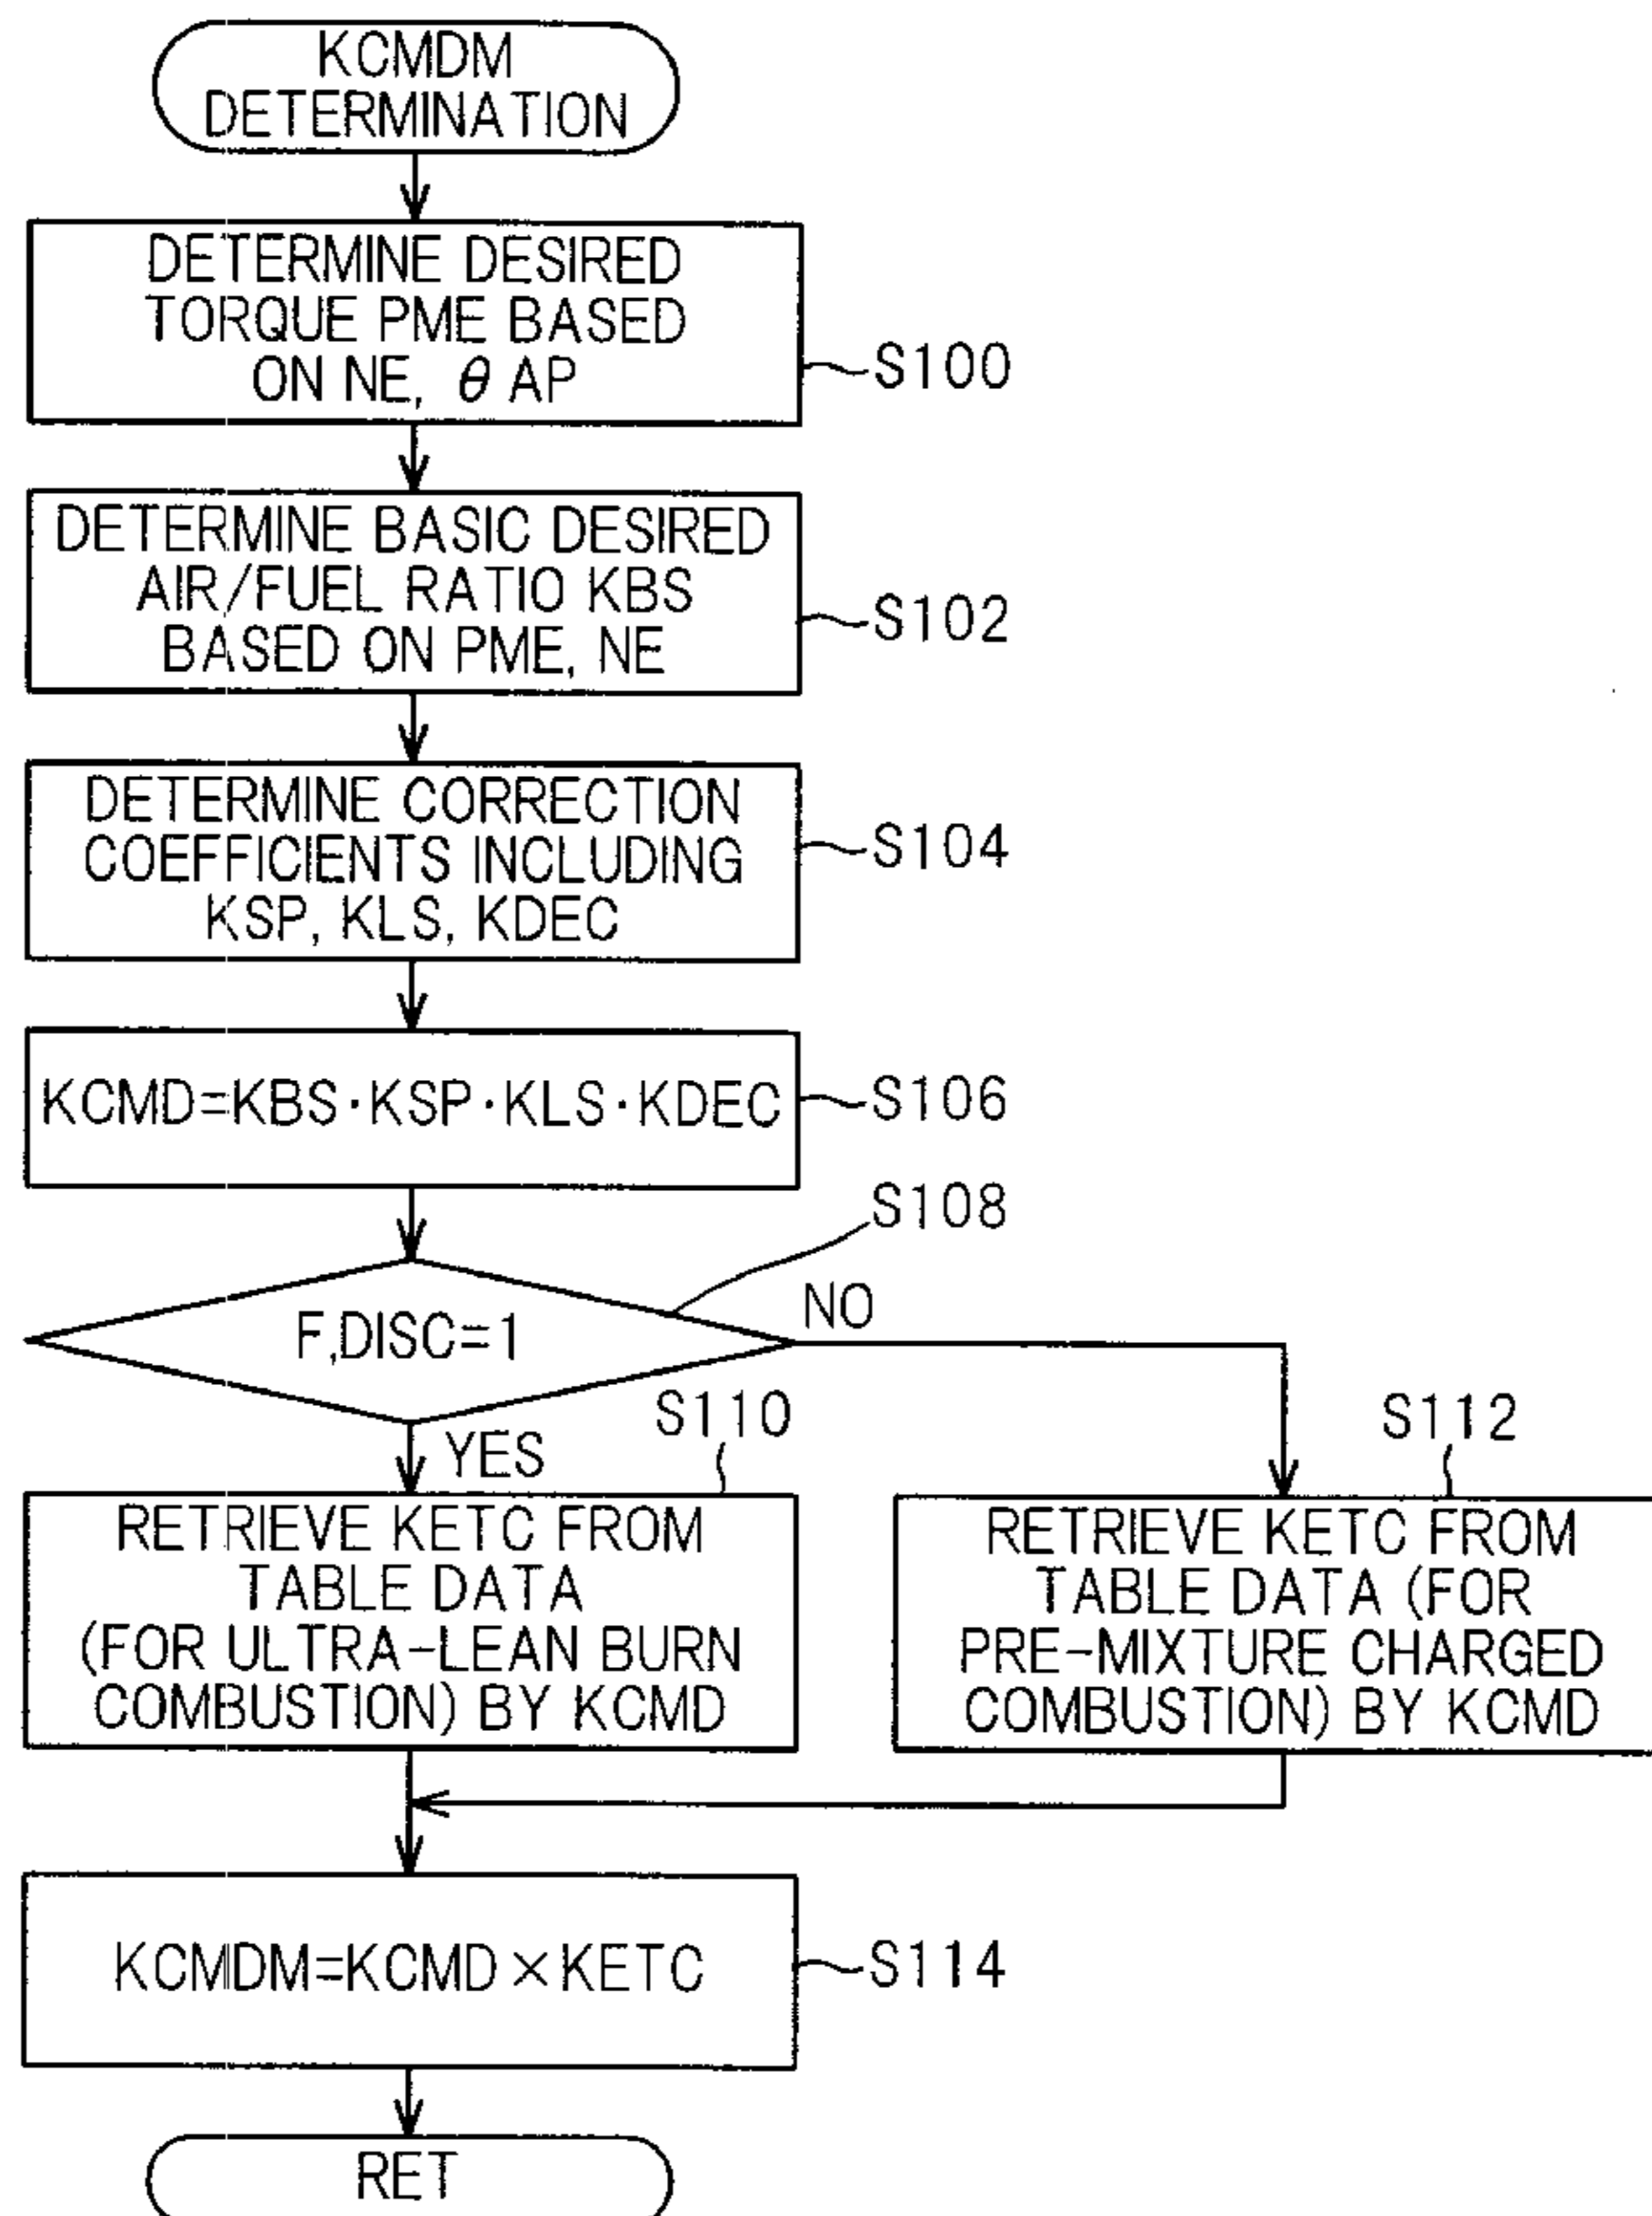 KCMDM
DETERMINATION
DETERMINE DESIRED
TORQUE PME BASED
ON NE, θ AP
S100
DETERMINE BASIC DESIRED
AIR/FUEL RATIO KBS
BASED ON PME, NE
S102
DETERMINE CORRECTION
COEFFICIENTS INCLUDING
KSP, KLS, KDEC
S104
KCMD=KBS·KSP·KLS·KDEC
S106
S108
F,DISC=1
NO
YES
S110
S112
RETRIEVE KETC FROM
TABLE DATA
(FOR ULTRA-LEAN BURN
COMBUSTION) BY KCMD
RETRIEVE KETC FROM
TABLE DATA (FOR
PRE-MIXTURE CHARGED
COMBUSTION) BY KCMD
KCMDM=KCMD×KETC
S114
RET